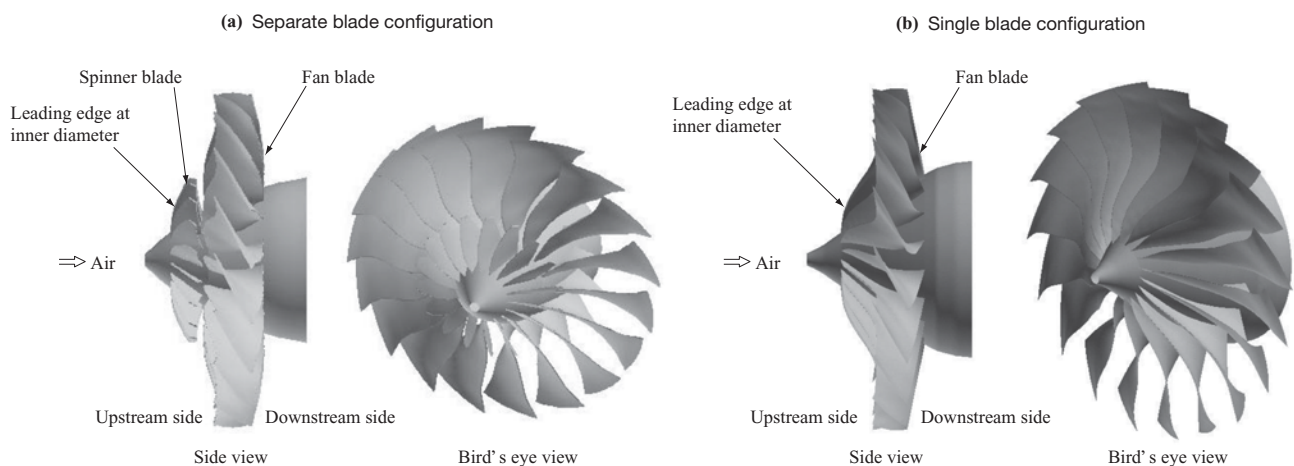 (a) Separate blade configuration
Spinner blade
Fan blade
Leading edge at
inner diameter
Air
Upstream side
Downstream side
Side view
Bird's eye view
(b) Single blade configuration
Fan blade
Leading edge at
inner diameter
Air
Upstream side
Downstream side
Side view
Bird's eye view